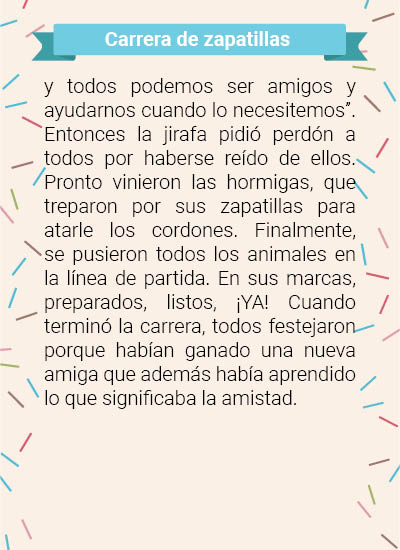 Carrera de zapatillas
y todos podemos ser amigos y
ayudarnos cuando lo necesitemos”.
Entonces la jirafa pidió perdón a
todos por haberse reído de ellos.
Pronto vinieron las hormigas, que
treparon por sus zapatillas para
atarle los cordones. Finalmente,
se pusieron todos los animales en
la línea de partida. En sus marcas,
preparados, listos, ¡YA! Cuando
terminó la carrera, todos festejaron
porque habían ganado una nueva
amiga que además había aprendido
lo que significaba la amistad.